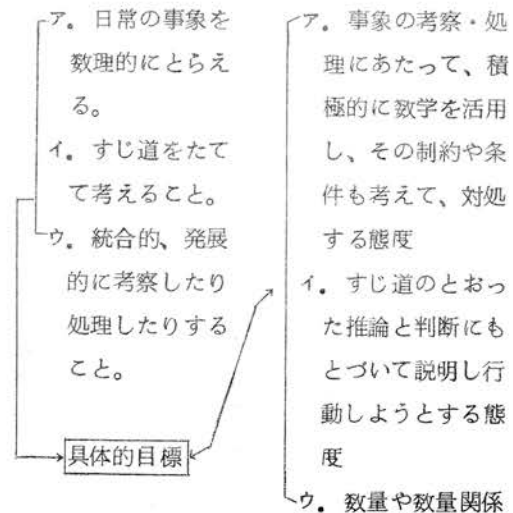 ア。日常の事象を
数理的にとらえ
る。
イ。すじ道をたて
て考えること。
ウ。統合的、発展
的に考察したり
処理したりする
こと。
具体的目標
ア。事象の考察・処
理にあたって、積
極的に数学を活用
し、その制約や条
件も考えて、対処
する態度
イ。すじ道のとおっ
た推論と判断にも
とづいて説明し行
動しようとする態
度
ウ。数量や数量関係